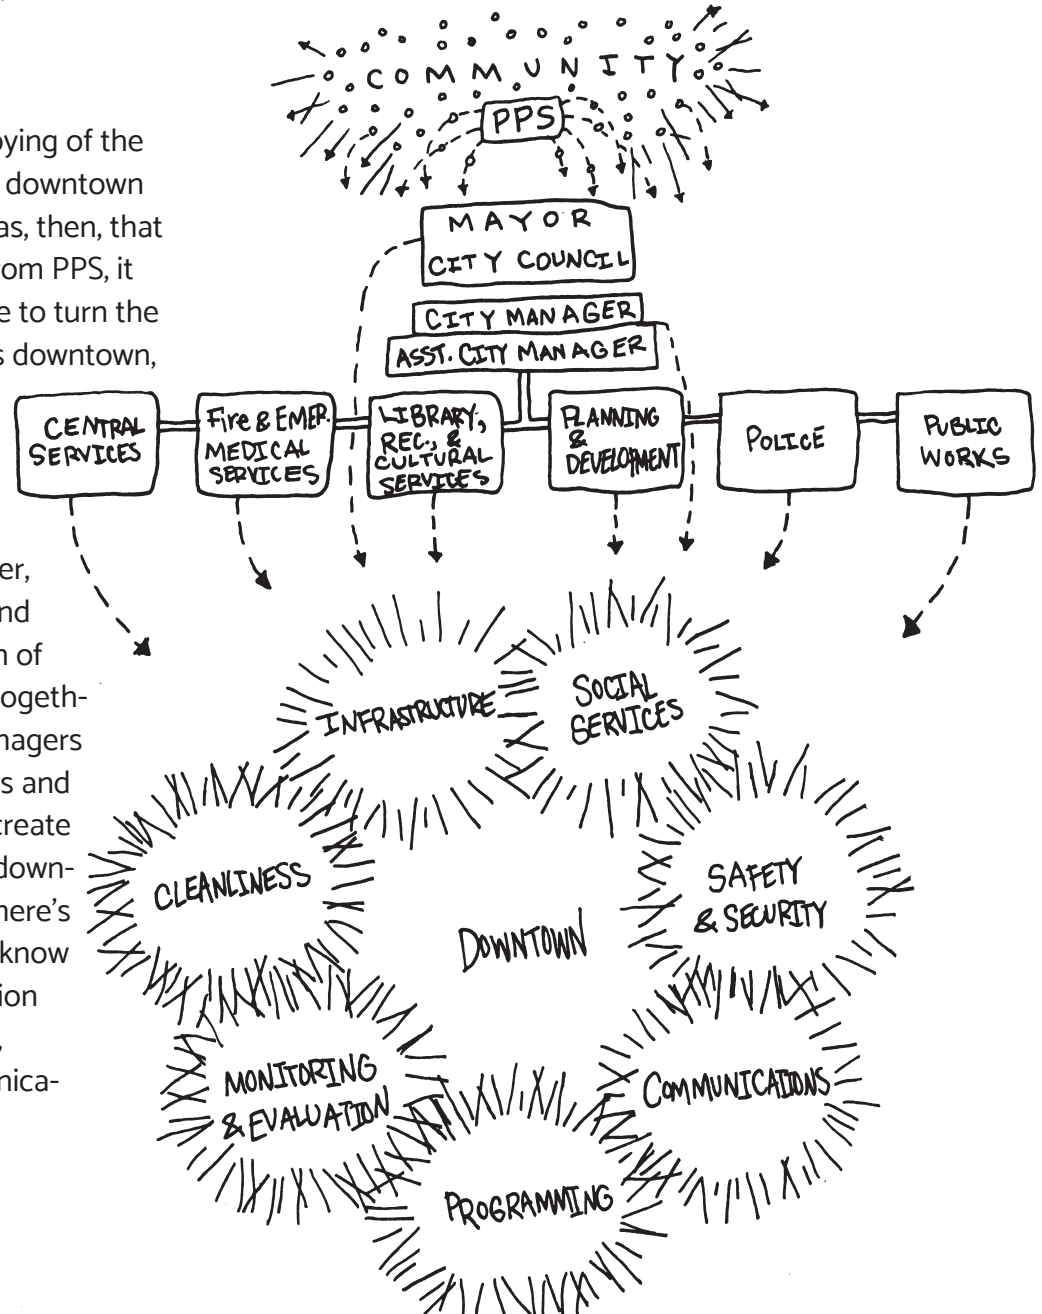 COMMUNITY
PPS
MAYOR
CITY COUNCIL
CITY MANAGER
ASST. CITY MANAGER
CENTRAL
SERVICES
Fire & EMER.
MEDICAL
SERVICES
LIBRARY,
REC., &
CULTURAL
SERVICES
PLANNING
&
DEVELOPMENT
POLICE
PUBLIC
WORKS
INFRASTRUCTURE
SOCIAL
SERVICES
CLEANLINESS
SAFETY
& SECURITY
DOWNTOWN
MONITORING
& EVALUATION
COMMUNICATIONS
PROGRAMMING
ying of the
downtown
as, then, that
rom PPS, it
e to turn the
s downtown,
er,
nd
n of
ogeth-
nagers
s and
create
down-
here's
know
ion
nica-